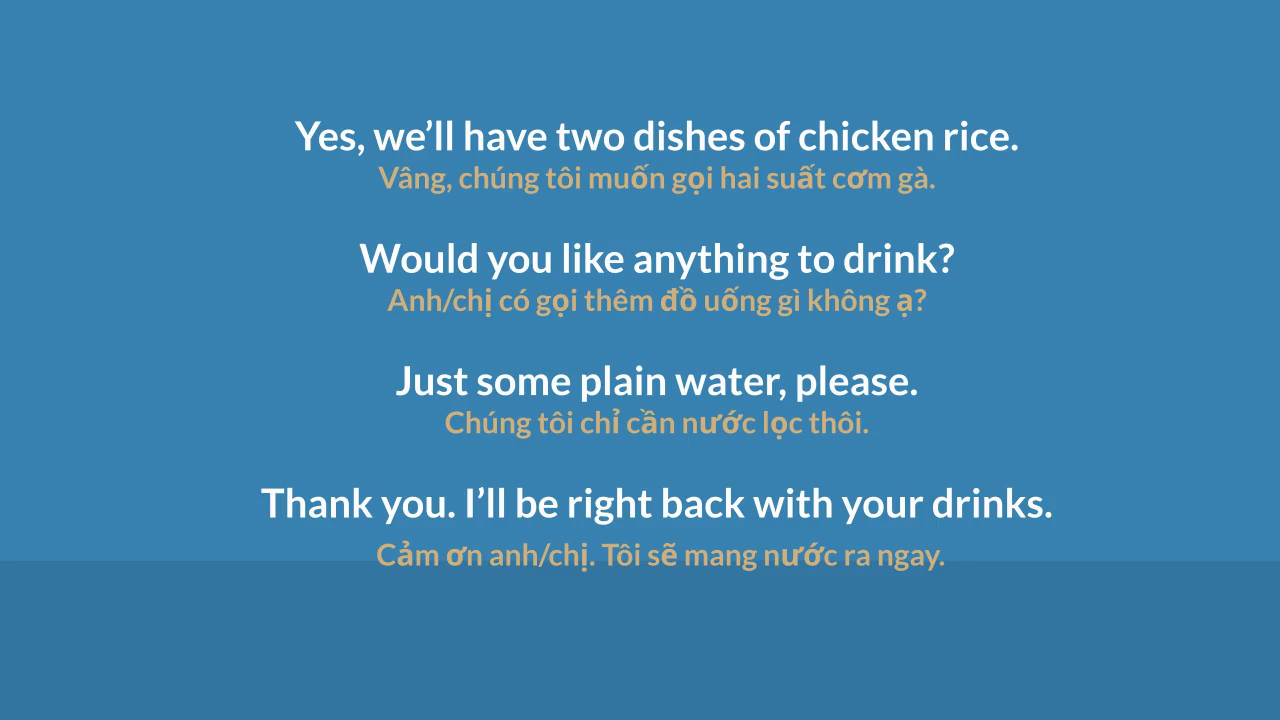 Yes, we’ll have two dishes of chicken rice.
Vâng, chúng tôi muốn gọi hai suất cơm gà.
Would you like anything to drink?
Anh/chị có gọi thêm đồ uống gì không ạ?
Just some plain water, please.
Chúng tôi chỉ cần nước lọc thôi.
Thank you. I’ll be right back with your drinks.
Cảm ơn anh/chị. Tôi sẽ mang nước ra ngay.